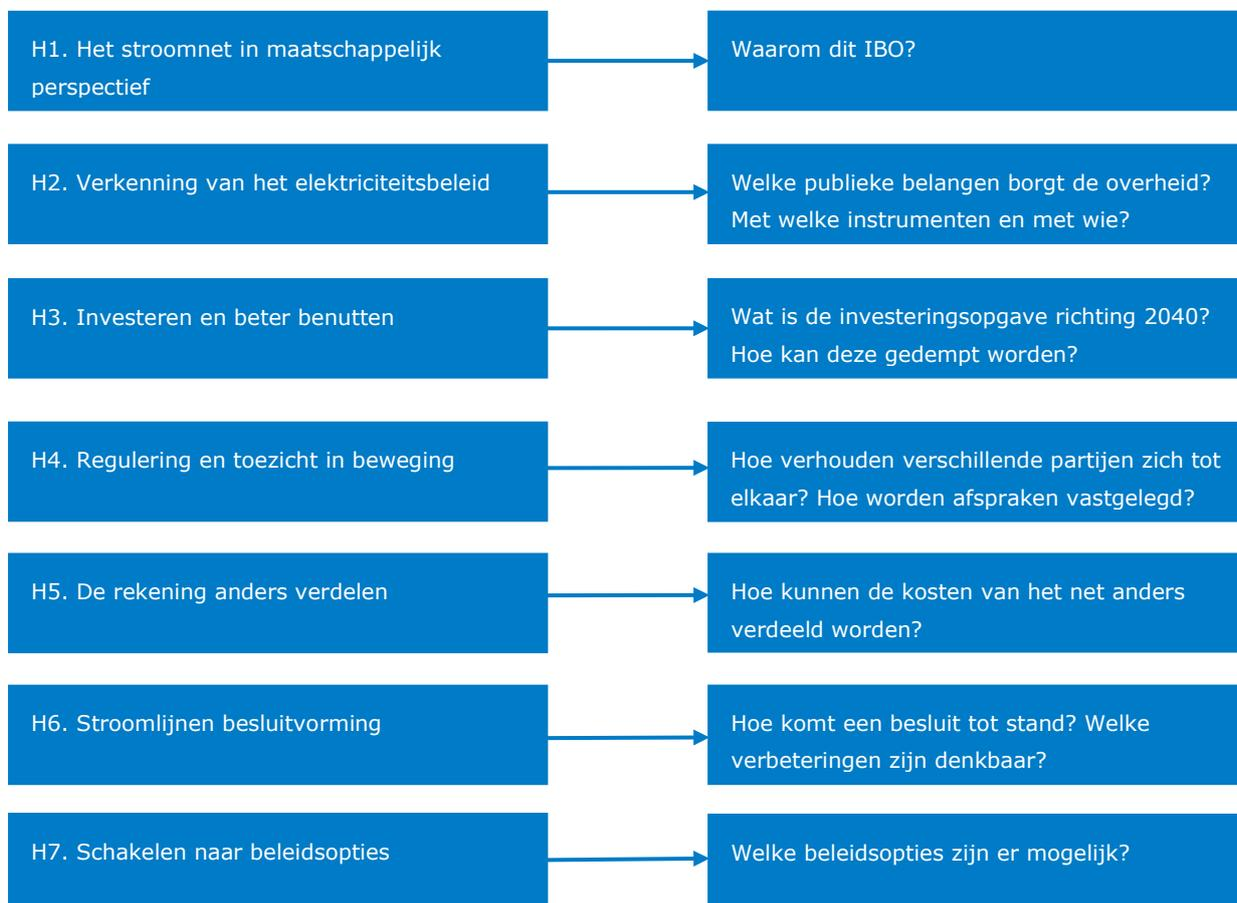 H1. Het stroomnet in maatschappelijk
perspectief
Waarom dit IBO?
H2. Verkenning van het elektriciteitsbeleid
Welke publieke belangen borgt de overheid?
Met welke instrumenten en met wie?
H3. Investeren en beter benutten
Wat is de investeringsopgave richting 2040?
Hoe kan deze gedempt worden?
H4. Regulering en toezicht in beweging
Hoe verhouden verschillende partijen zich tot
elkaar? Hoe worden afspraken vastgelegd?
H5. De rekening anders verdelen
Hoe kunnen de kosten van het net anders
verdeeld worden?
H6. Stroomlijnen besluitvorming
Hoe komt een besluit tot stand? Welke
verbeteringen zijn denkbaar?
H7. Schakelen naar beleidsopties
Welke beleidsopties zijn er mogelijk?